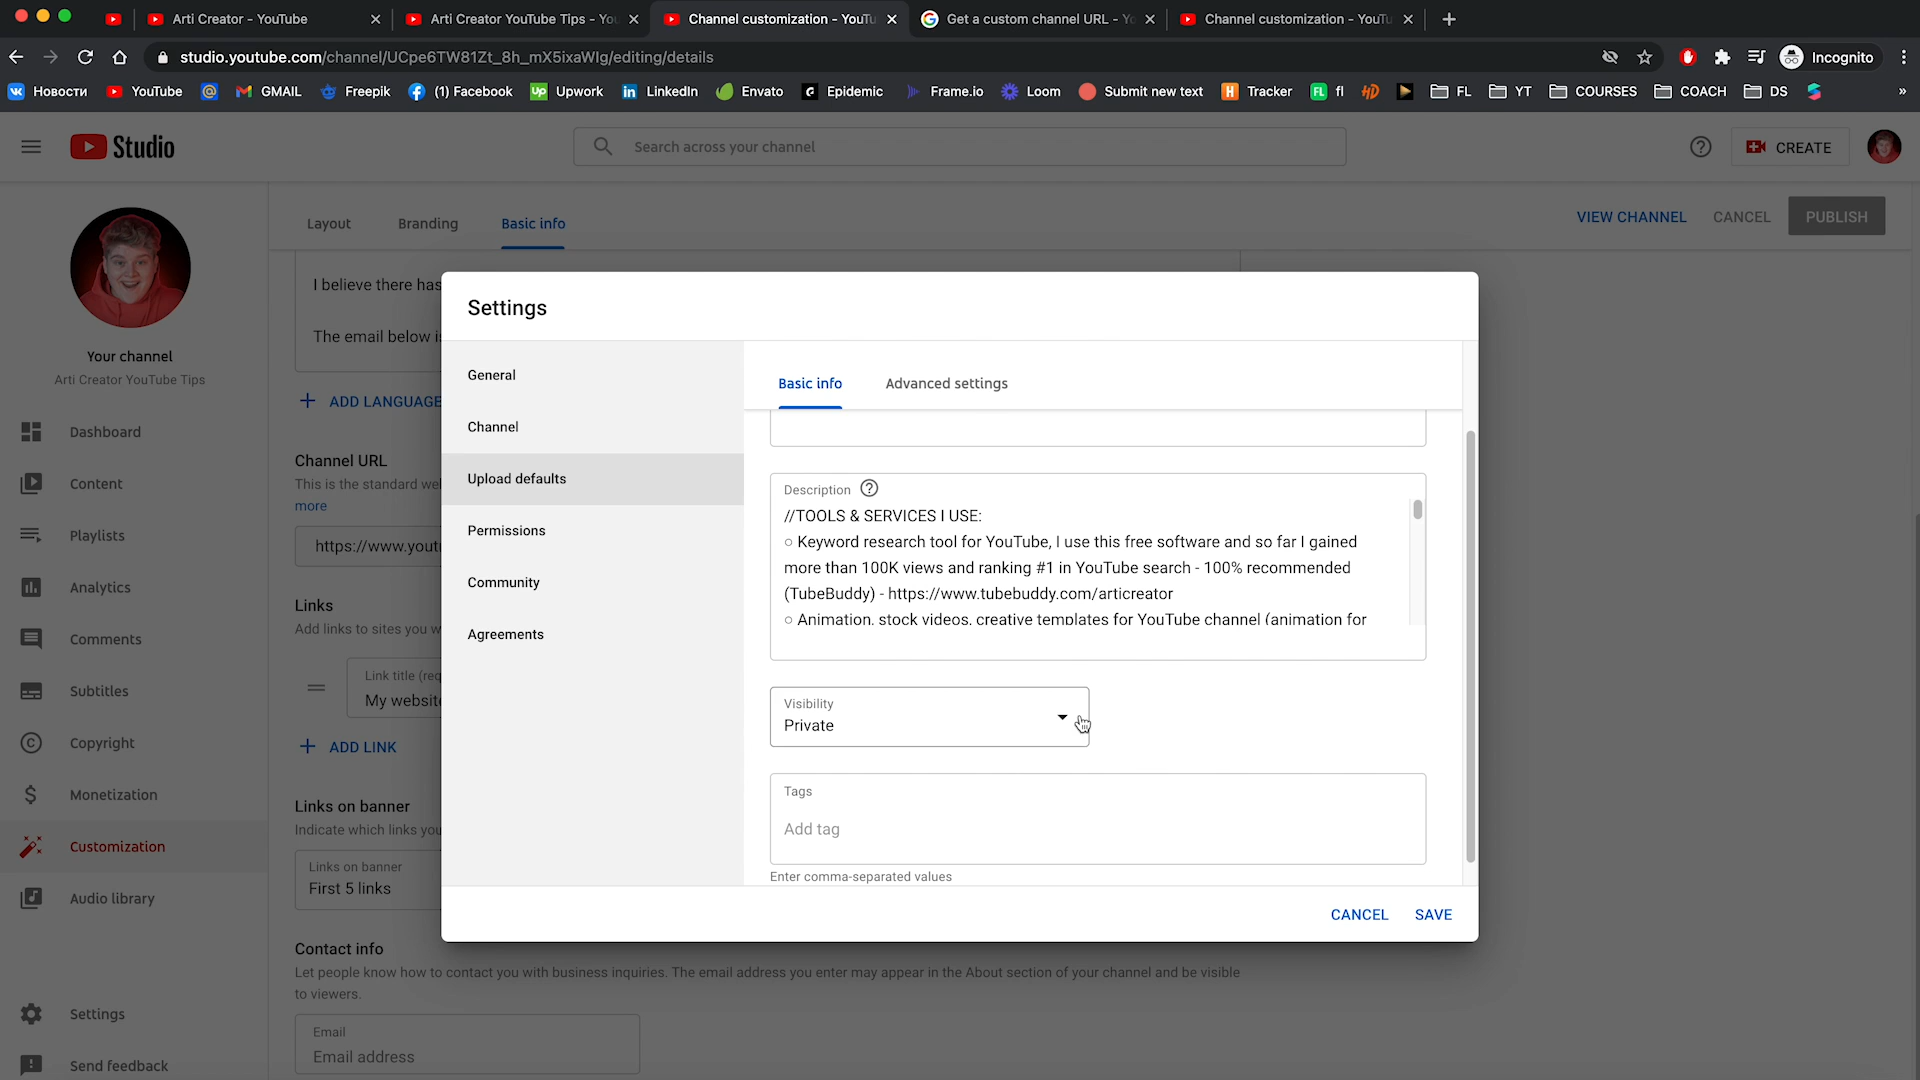 Arti Creator - YouTube
Arti Creator YouTube Tips - Yo
Channel customization - YouTu
Get a custom channel URL - Yo
Channel customization - YouTu
studio.youtube.com/channel/UCpe6TW81Zt_8h_mX5ixaWIg/editing/details
Incognito
Новости
YouTube
GMAIL
Freepik
(1) Facebook
Upwork
LinkedIn
Envato
Epidemic
Frame.io
Loom
Submit new text
Tracker
fl
FL
YT
COURSES
COACH
DS
Studio
Search across your channel
CREATE
Layout
Branding
Basic info
VIEW CHANNEL
CANCEL
PUBLISH
Your channel
Arti Creator YouTube Tips
Dashboard
Content
Playlists
Analytics
Comments
Subtitles
Copyright
Monetization
Customization
Audio library
Settings
Send feedback
I believe there has
The email below i
ADD LANGUAGE
Channel URL
This is the standard we
more
https://www.yout
Links
Add links to sites you w
Link title (req
My website
ADD LINK
Links on banner
Indicate which links you
Links on banner
First 5 links
Contact info
Let people know how to contact you with business inquiries. The email address you enter may appear in the About section of your channel and be visible
to viewers.
Email
Email address
Settings
General
Channel
Upload defaults
Permissions
Community
Agreements
Basic info
Advanced settings
Description
//TOOLS & SERVICES I USE:
○ Keyword research tool for YouTube, I use this free software and so far I gained
more than 100K views and ranking #1 in YouTube search - 100% recommended
(TubeBuddy) - https://www.tubebuddy.com/articreator
○ Animation, stock videos, creative templates for YouTube channel (animation for
Visibility
Private
Tags
Add tag
Enter comma-separated values
CANCEL
SAVE